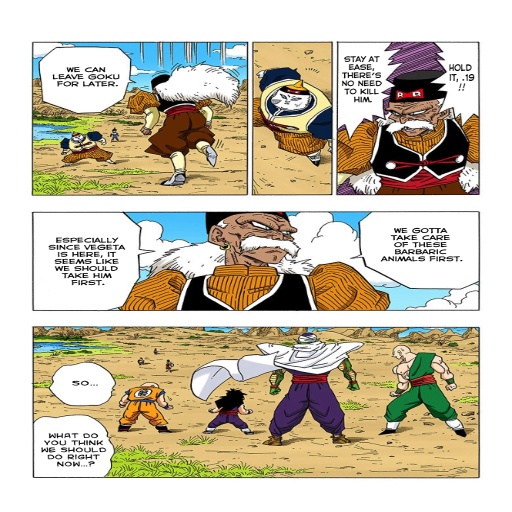 HOLD
IT, .19
!!
STAY AT
EASE,
THERE'S
NO NEED
TO KILL
HIM.
WE CAN
LEAVE GOKU
FOR LATER.
WE GOTTA
TAKE CARE
OF THESE
BARBARIC
ANIMALS FIRST.
ESPECIALLY
SINCE VEGETA
IS HERE, IT
SEEMS LIKE
WE SHOULD
TAKE HIM
FIRST.
SO...
WHAT DO
YOU THINK
WE SHOULD
DO RIGHT
NOW...?